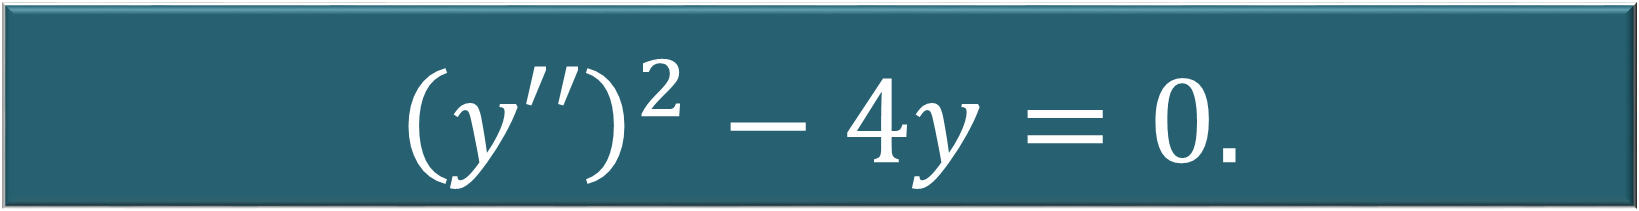 (y′′)² − 4y = 0.